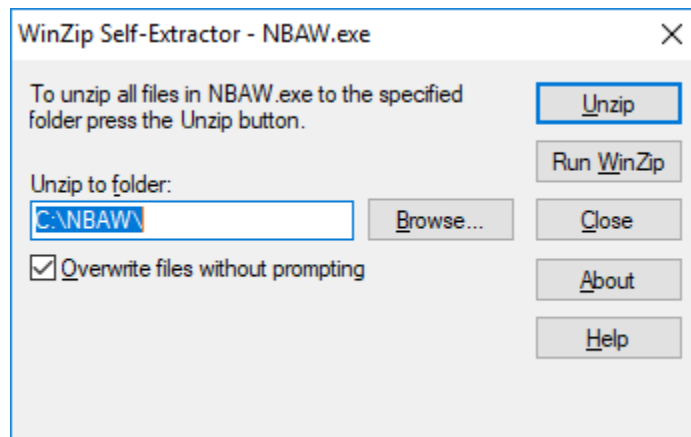 WinZip Self-Extractor - NBAW.exe
To unzip all files in NBAW.exe to the specified
folder press the Unzip button.
Unzip
Run WinZip
Unzip to folder:
C:\NBAW\
Browse...
Close
Overwrite files without prompting
About
Help